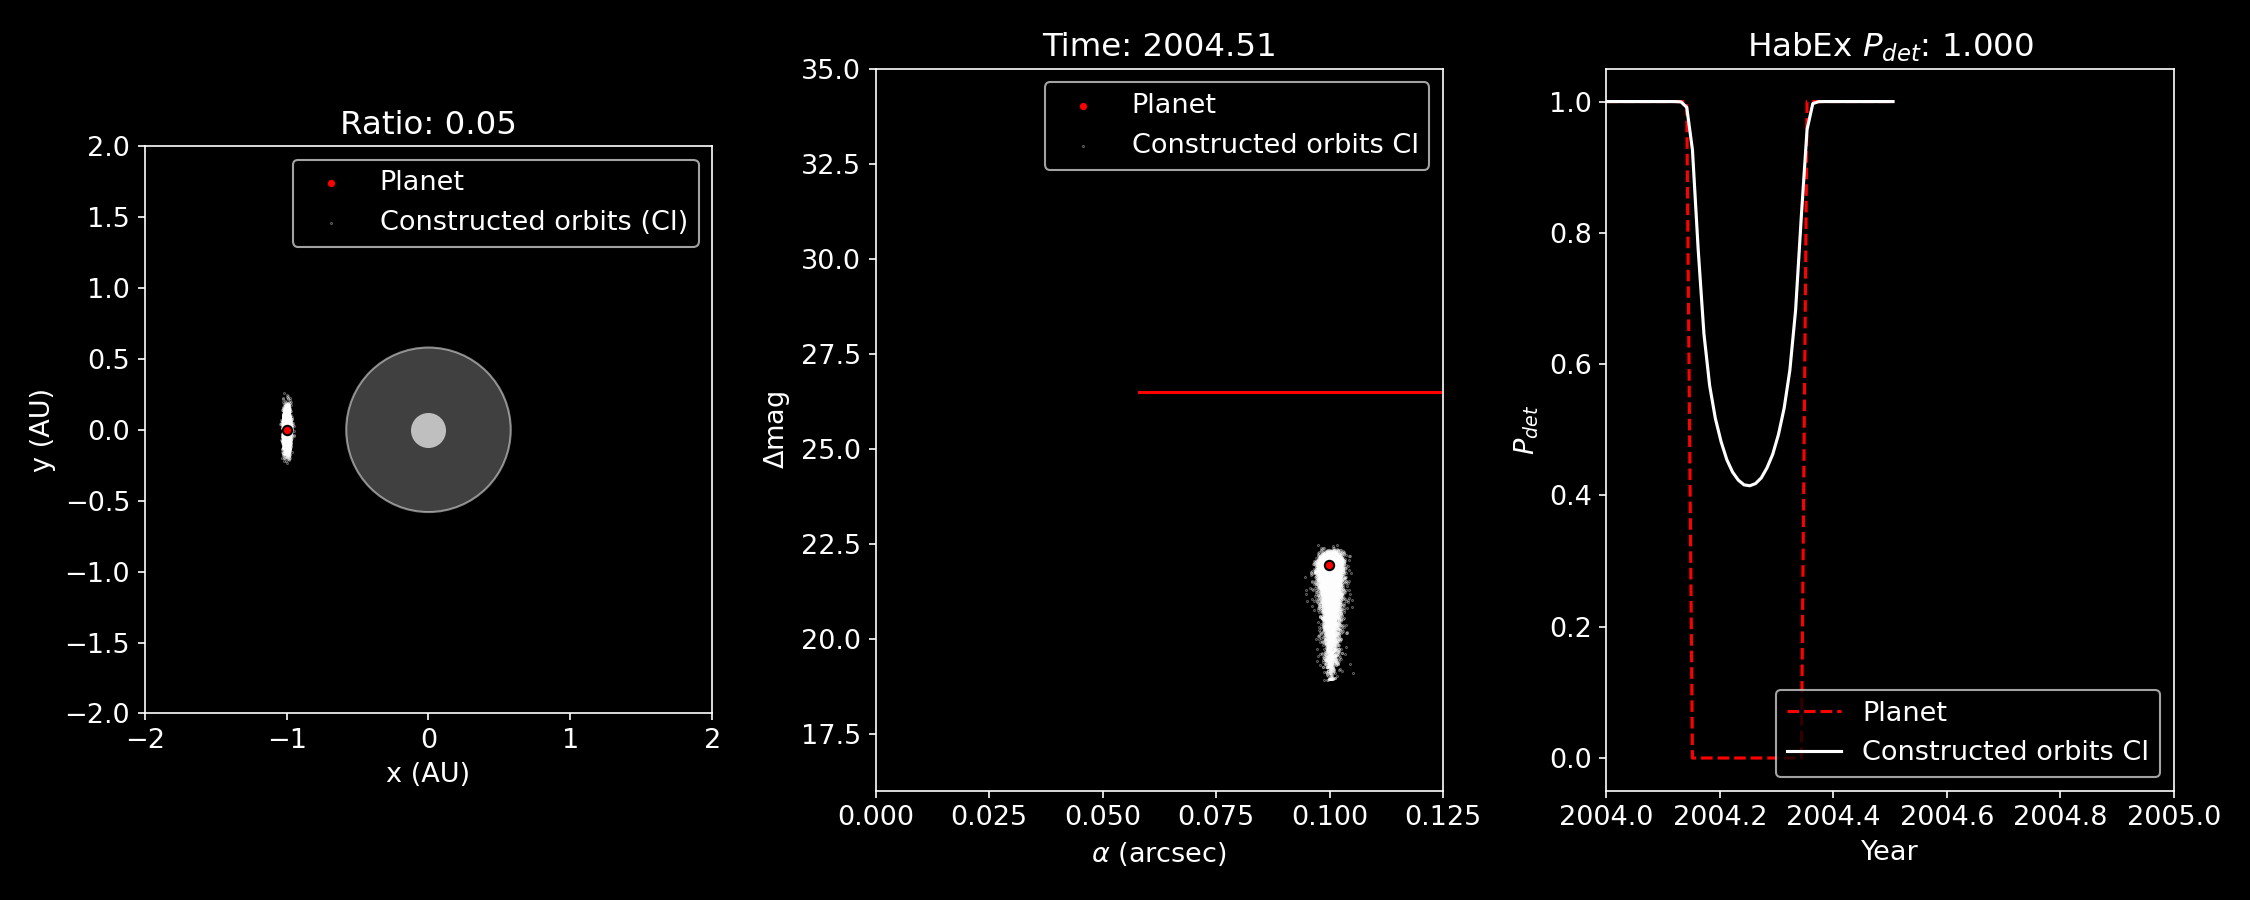 Ratio: 0.05
2.0
1.5
1.0
0.5
0.0
−0.5
−1.0
−1.5
−2.0
y (AU)
Planet
Constructed orbits (CI)
−2 −1 0 1 2
x (AU)
Time: 2004.51
35.0
32.5
30.0
27.5
25.0
22.5
20.0
17.5
Δmag
Planet
Constructed orbits CI
0.000 0.025 0.050 0.075 0.100 0.125
α (arcsec)
HabEx Pdet: 1.000
1.0
0.8
0.6
0.4
0.2
0.0
Pdet
Planet
Constructed orbits CI
2004.0 2004.2 2004.4 2004.6 2004.8 2005.0
Year